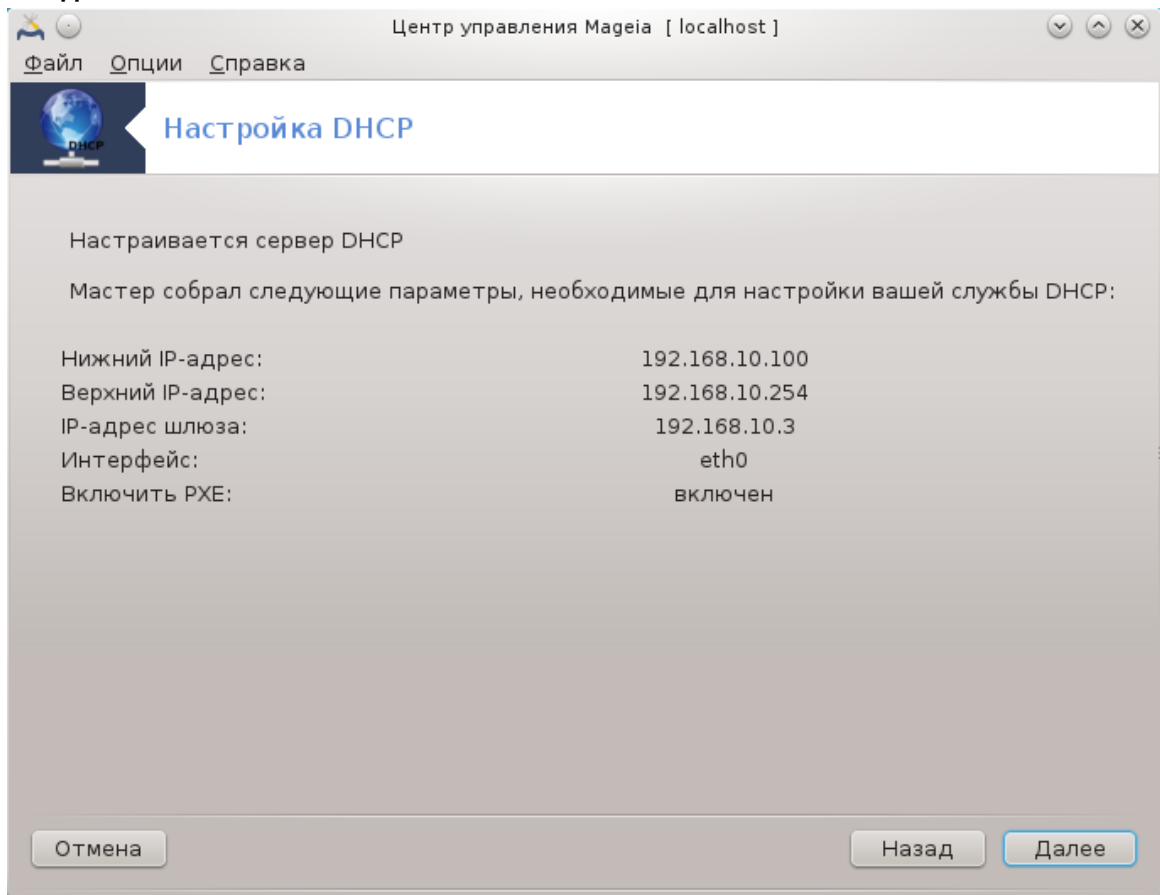 Центр управления Mageia [ localhost ]
Файл Опции Справка
DHCP
Настройка DHCP
Настраивается сервер DHCP
Мастер собрал следующие параметры, необходимые для настройки вашей службы DHCP:
Нижний IP-адрес: 192.168.10.100
Верхний IP-адрес: 192.168.10.254
IP-адрес шлюза: 192.168.10.3
Интерфейс: eth0
Включить PXE: включен
Отмена Назад Далее